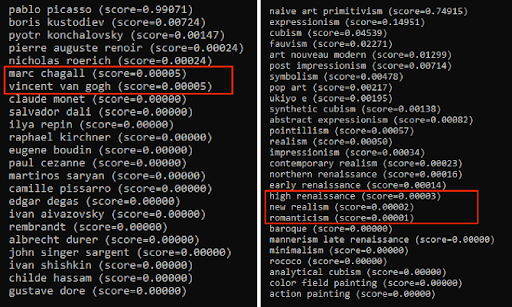 pablo picasso (score=0.99071)
boris kustodiev (score=0.00724)
pyotr konchalovsky (score=0.00147)
pierre auguste renoir (score=0.00024)
nicholas roerich (score=0.00024)
marc chagall (score=0.00005)
vincent van gogh (score=0.00005)
claude monet (score=0.00000)
salvador dali (score=0.00000)
ilya repin (score=0.00000)
raphael kirchner (score=0.00000)
eugene boudin (score=0.00000)
paul cezanne (score=0.00000)
martiros saryan (score=0.00000)
camille pissarro (score=0.00000)
edgar degas (score=0.00000)
ivan aivazovsky (score=0.00000)
rembrandt (score=0.00000)
albrecht durer (score=0.00000)
john singer sargent (score=0.00000)
ivan shishkin (score=0.00000)
childe hassam (score=0.00000)
gustave dore (score=0.00000)
naive art primitivism (score=0.74915)
expressionism (score=0.14951)
cubism (score=0.04539)
fauvism (score=0.02271)
art nouveau modern (score=0.01299)
post impressionism (score=0.00714)
symbolism (score=0.00478)
pop art (score=0.00217)
ukiyo e (score=0.00195)
synthetic cubism (score=0.00138)
abstract expressionism (score=0.00082)
pointillism (score=0.00057)
realism (score=0.00050)
impressionism (score=0.00034)
contemporary realism (score=0.00023)
northern renaissance (score=0.00016)
early renaissance (score=0.00014)
high renaissance (score=0.00003)
new realism (score=0.00002)
romanticism (score=0.00001)
baroque (score=0.00000)
mannerism late renaissance (score=0.00000)
minimalism (score=0.00000)
rococo (score=0.00000)
analytical cubism (score=0.00000)
color field painting (score=0.00000)
action painting (score=0.00000)